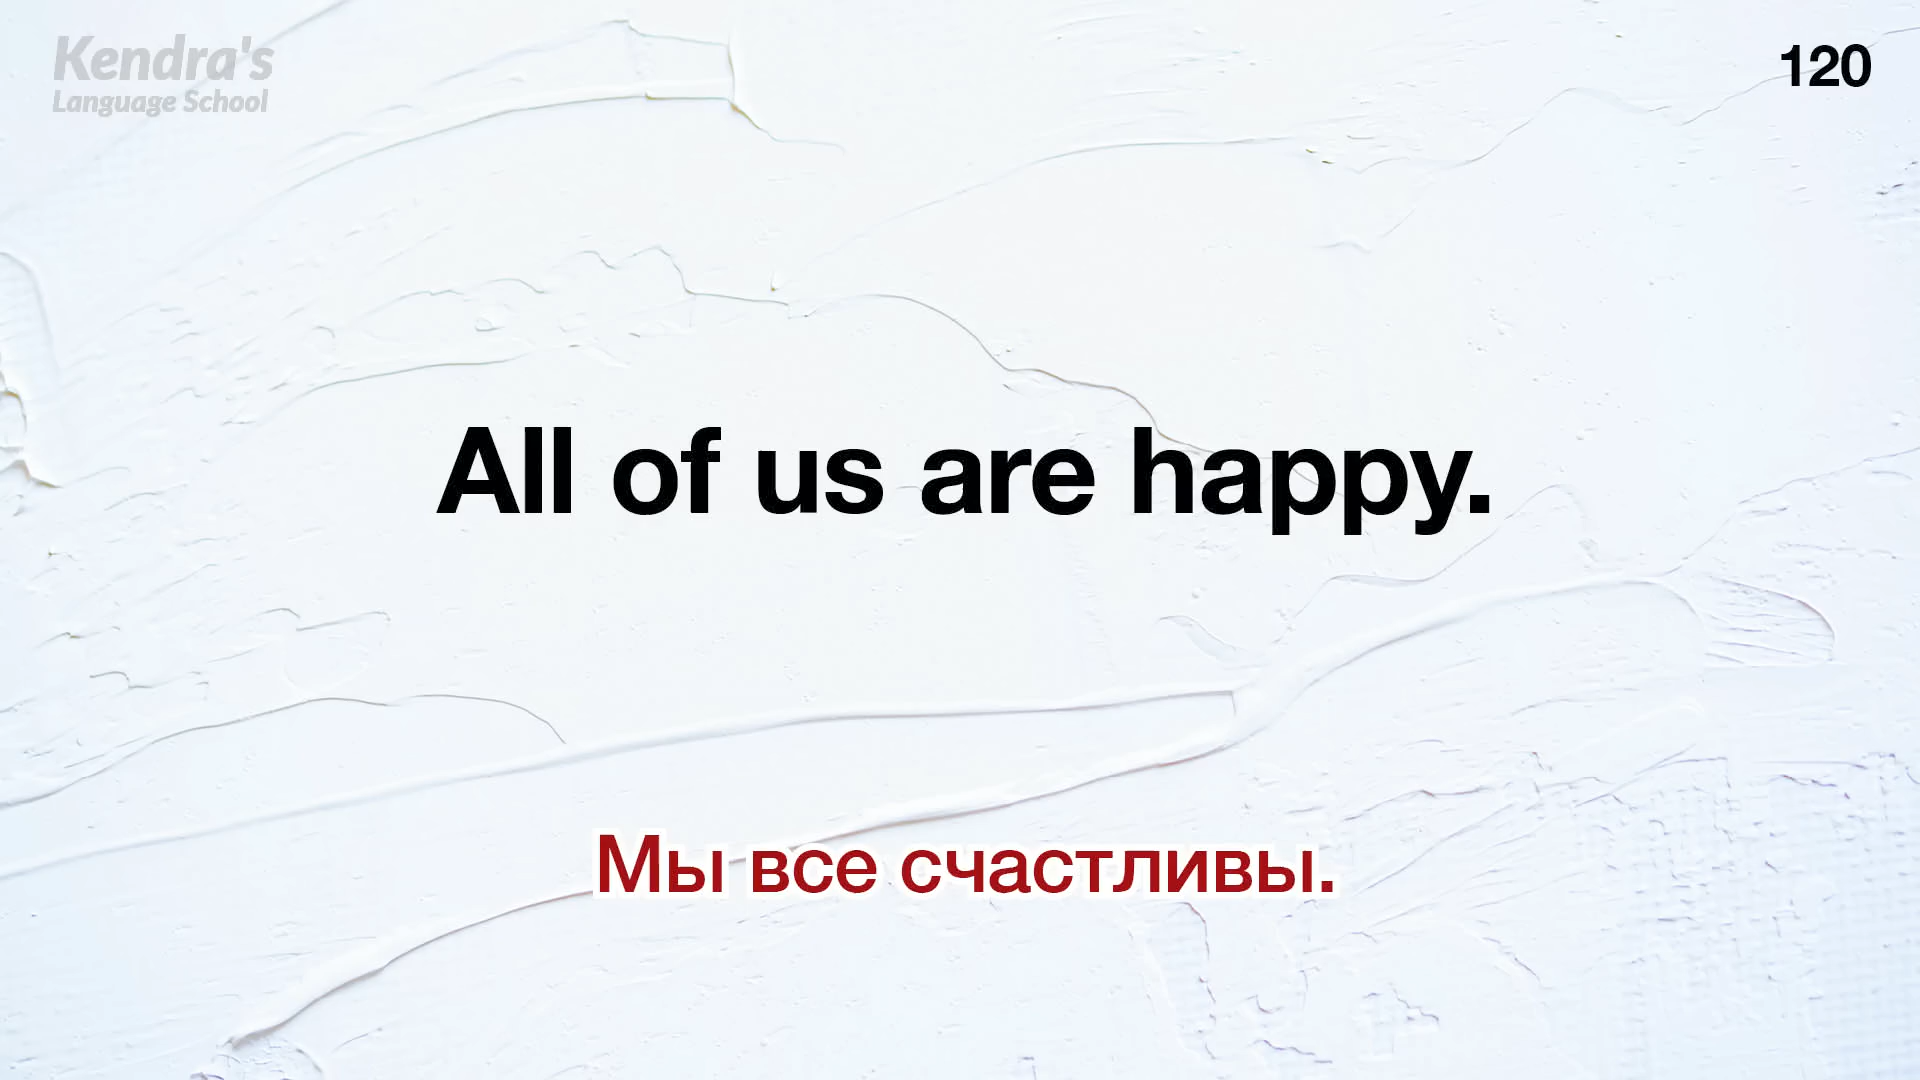 Kendra's
Language School
120
All of us are happy.
Мы все счастливы.